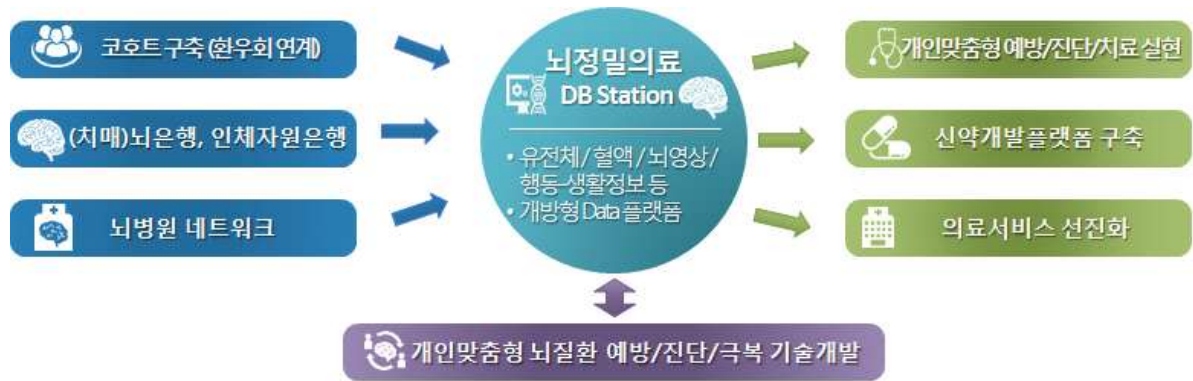 코호트 구축 (환우회 연계)
(치매)뇌은행, 인체자원은행
뇌병원 네트워크
뇌정밀의료
DB Station
• 유전체 / 혈액 / 뇌영상 /
행동-생활정보 등
• 개방형 Data 플랫폼
개인맞춤형 예방/진단/치료 실현
신약개발플랫폼 구축
의료서비스 선진화
개인맞춤형 뇌질환 예방/진단/극복 기술개발